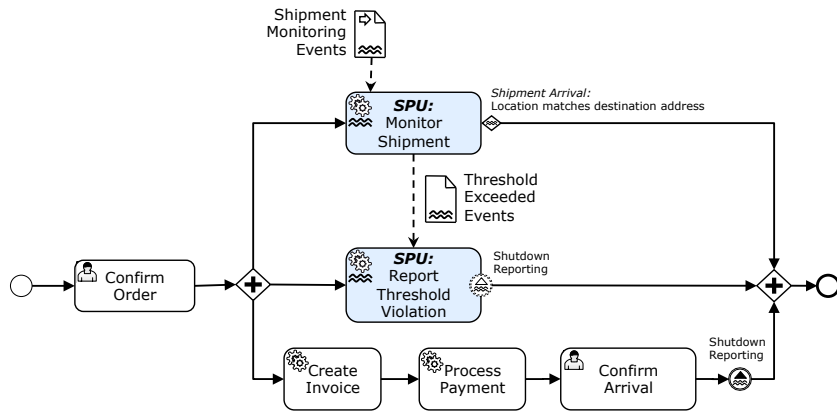 Shipment
Monitoring
Events
SPU:
Monitor
Shipment
Shipment Arrival:
Location matches destination address
Threshold
Exceeded
Events
Confirm
Order
SPU:
Report
Threshold
Violation
Shutdown
Reporting
Create
Invoice
Process
Payment
Confirm
Arrival
Shutdown
Reporting